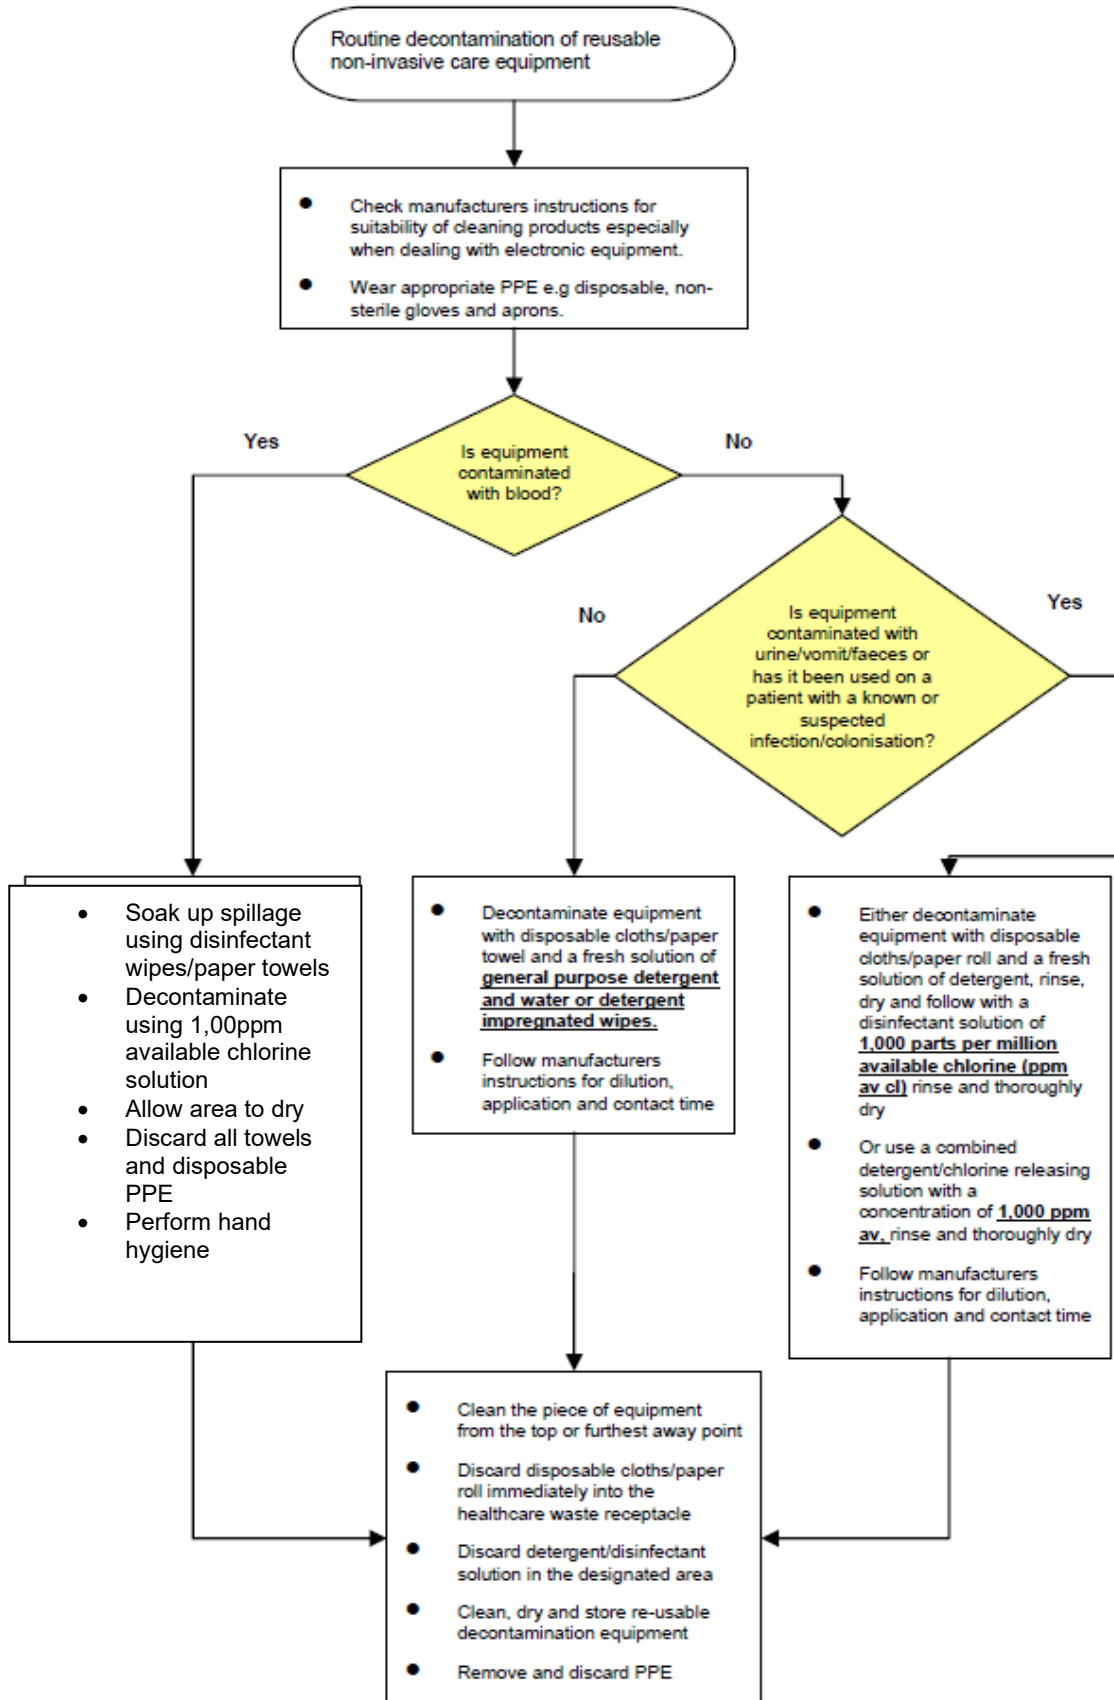 Routine decontamination of reusable
non-invasive care equipment
● Check manufacturers instructions for
suitability of cleaning products especially
when dealing with electronic equipment.
● Wear appropriate PPE e.g disposable, non-
sterile gloves and aprons.
Yes
Is equipment
contaminated
with blood?
No
No
Is equipment
contaminated with
urine/vomit/faeces or
has it been used on a
patient with a known or
suspected
infection/colonisation?
Yes
• Soak up spillage
using disinfectant
wipes/paper towels
• Decontaminate
using 1,00ppm
available chlorine
solution
• Allow area to dry
• Discard all towels
and disposable
PPE
• Perform hand
hygiene
● Decontaminate equipment
with disposable cloths/paper
towel and a fresh solution of
general purpose detergent
and water or detergent
impregnated wipes.
● Follow manufacturers
instructions for dilution,
application and contact time
● Either decontaminate
equipment with disposable
cloths/paper roll and a fresh
solution of detergent, rinse,
dry and follow with a
disinfectant solution of
1,000 parts per million
available chlorine (ppm
av cl) rinse and thoroughly
dry
● Or use a combined
detergent/chlorine releasing
solution with a
concentration of 1,000 ppm
av, rinse and thoroughly dry
● Follow manufacturers
instructions for dilution,
application and contact time
● Clean the piece of equipment
from the top or furthest away point
● Discard disposable cloths/paper
roll immediately into the
healthcare waste receptacle
● Discard detergent/disinfectant
solution in the designated area
● Clean, dry and store re-usable
decontamination equipment
● Remove and discard PPE